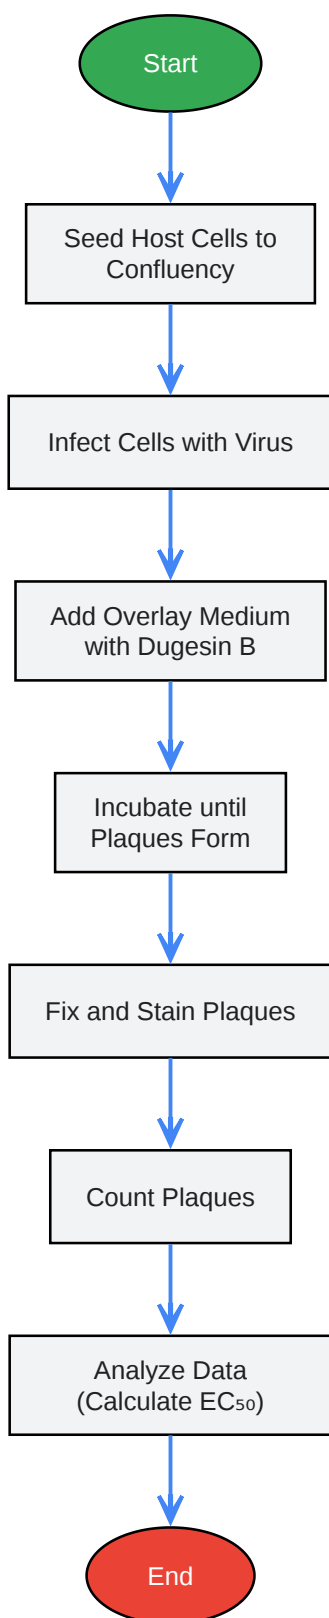 Start
Seed Host Cells to
Confluency
Infect Cells with Virus
Add Overlay Medium
with Dugesin B
Incubate until
Plaques Form
Fix and Stain Plaques
Count Plaques
Analyze Data
(Calculate EC₅₀)
End